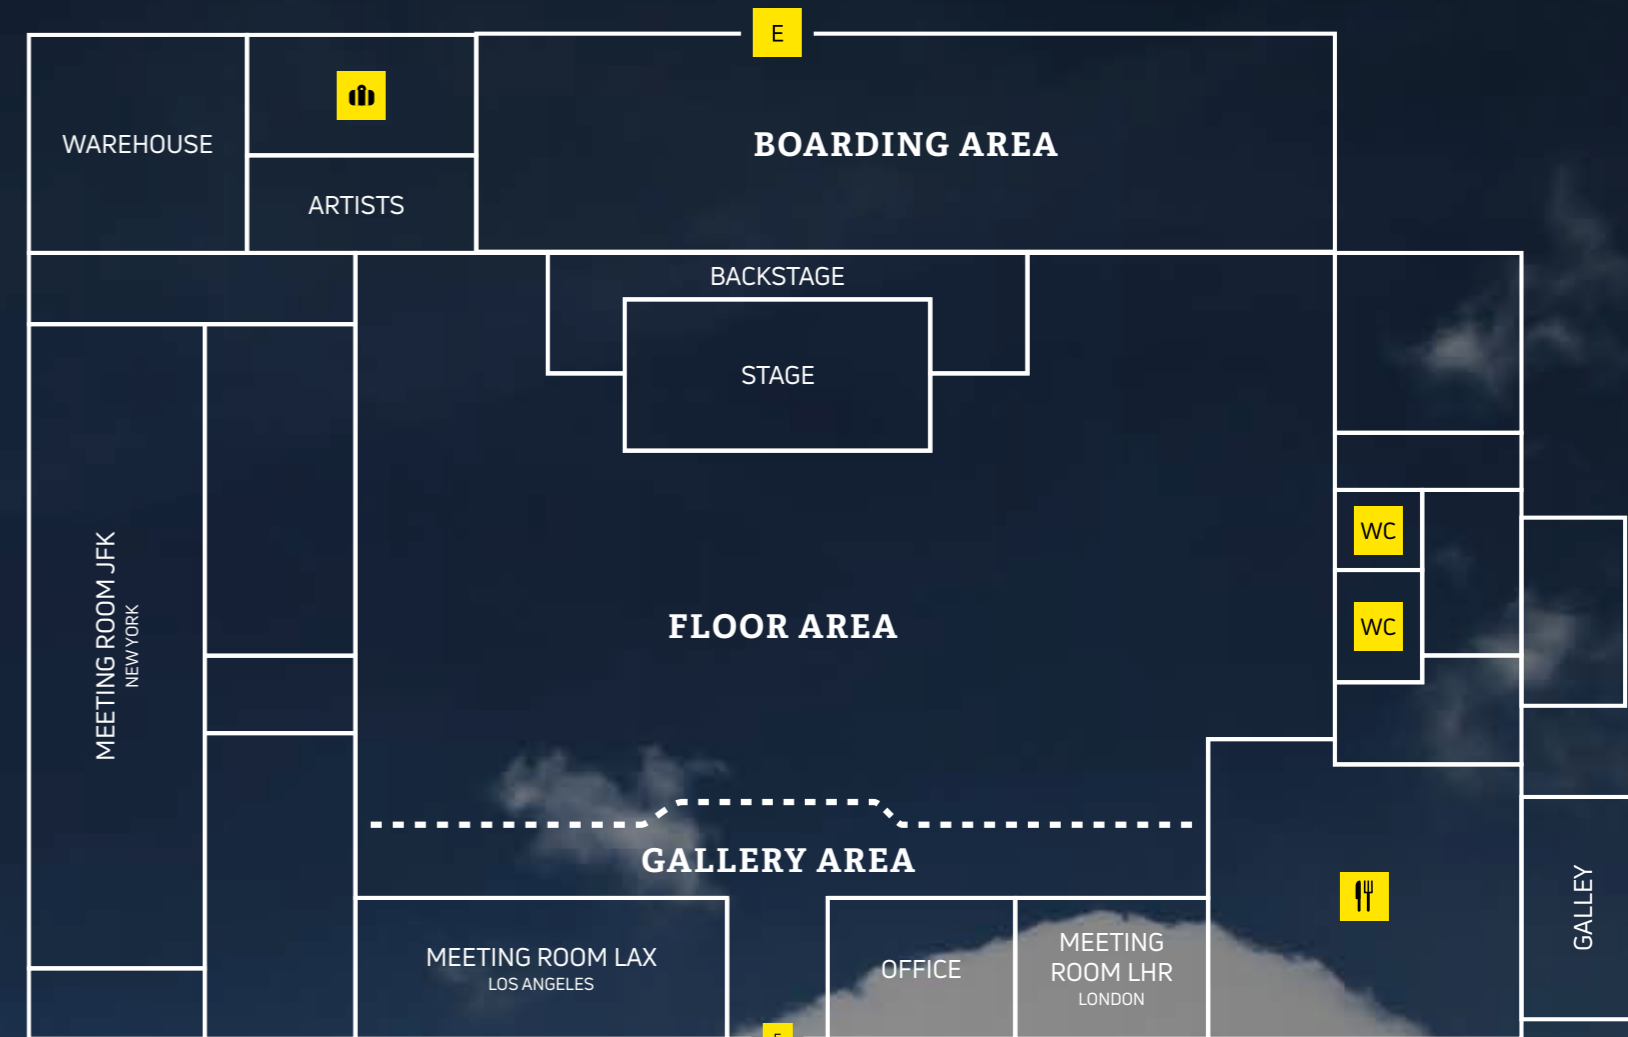 E
WAREHOUSE
BOARDING AREA
ARTISTS
BACKSTAGE
STAGE
WC
MEETING ROOM JFK
NEW YORK
FLOOR AREA
WC
GALLERY AREA
GALLEY
MEETING ROOM LAX
LOS ANGELES
OFFICE
MEETING
ROOM LHR
LONDON